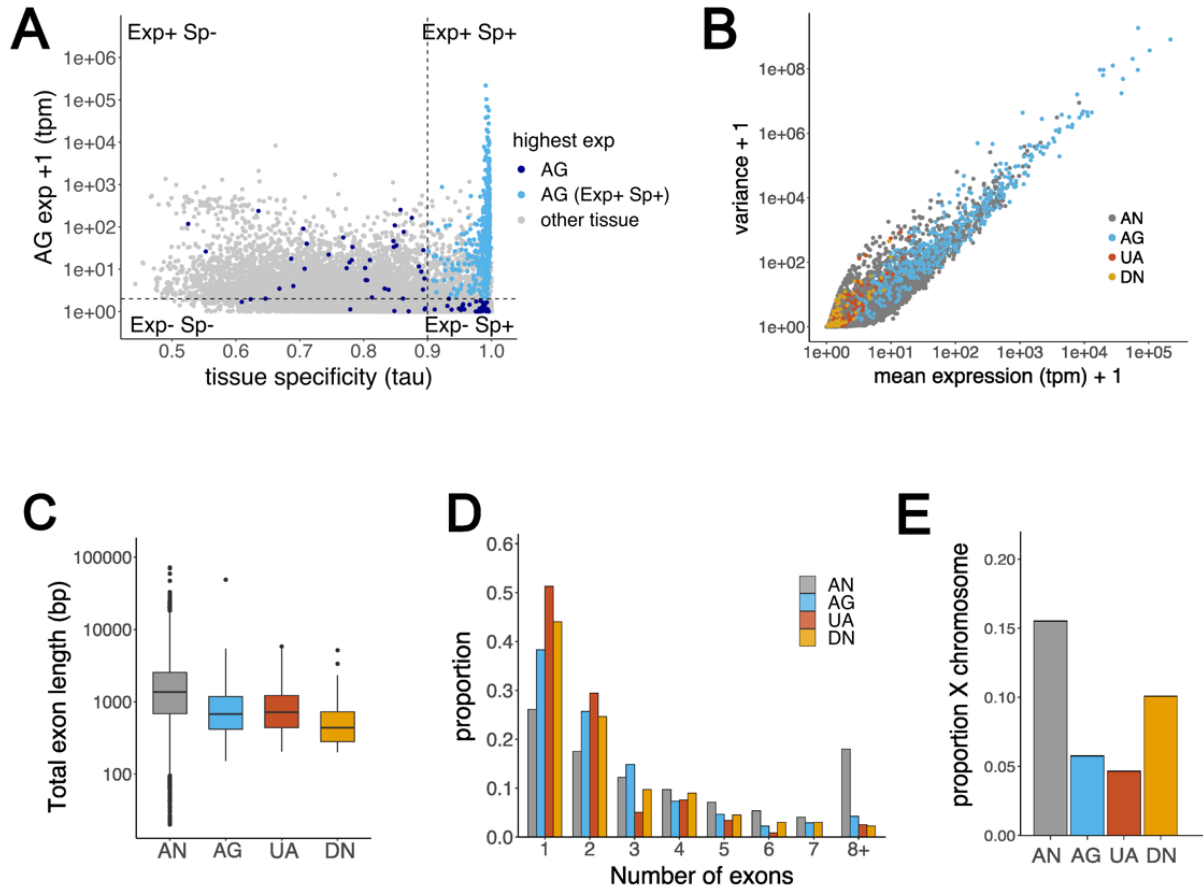 A
Exp+ Sp-
Exp+ Sp+
1e+06
1e+05
1e+04
1e+03
1e+02
1e+01
1e+00
AG exp +1 (tpm)
Exp- Sp-
Exp- Sp+
0.5 0.6 0.7 0.8 0.9 1.0
tissue specificity (tau)
highest exp
AG
AG (Exp+ Sp+)
other tissue
B
1e+08
1e+06
1e+04
1e+02
1e+00
variance + 1
AN
AG
UA
DN
1e+00 1e+01 1e+02 1e+03 1e+04 1e+05
mean expression (tpm) + 1
C
100000
10000
1000
100
Total exon length (bp)
AN AG UA DN
D
0.6
0.5
0.4
0.3
0.2
0.1
0.0
proportion
AN
AG
UA
DN
1 2 3 4 5 6 7 8+
Number of exons
E
0.20
0.15
0.10
0.05
0.00
proportion X chromosome
AN AG UA DN